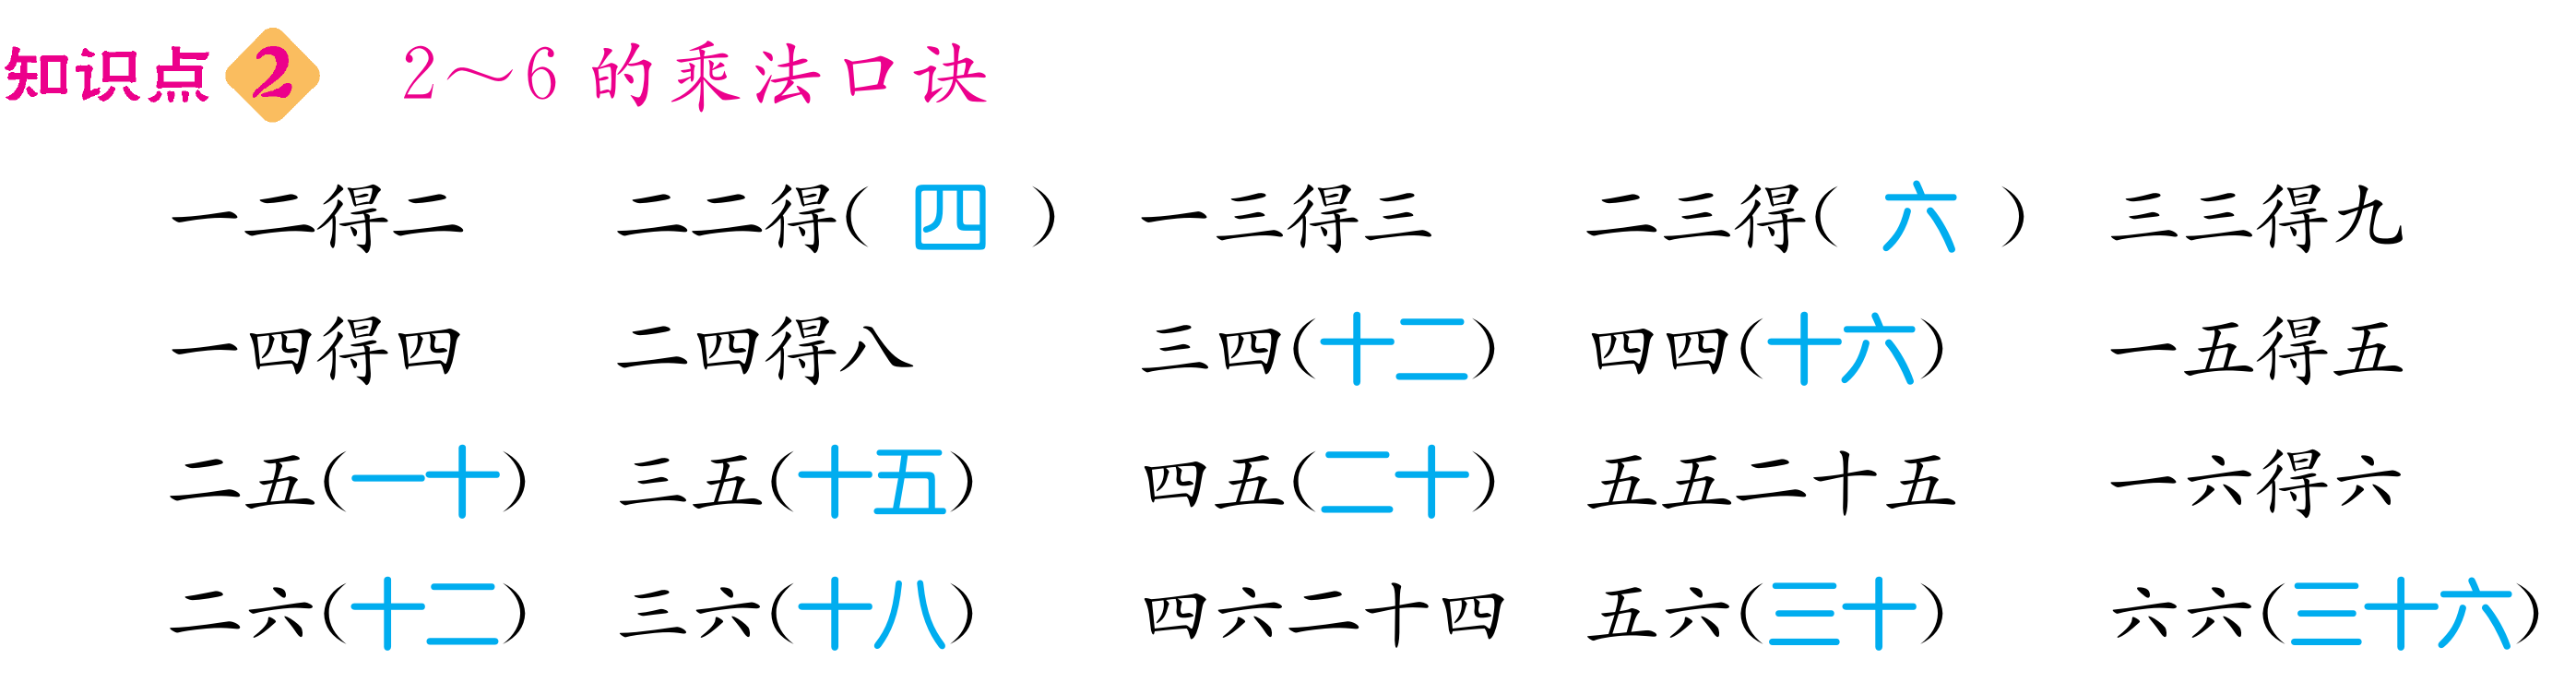 知识点2 2～6 的乘法口诀
一二得二 二二得( 四 ) 一三得三 二三得( 六 ) 三三得九
一四得四 二四得八 三四(十二) 四四(十六) 一五得五
二五(一十) 三五(十五) 四五(二十) 五五二十五 一六得六
二六(十二) 三六(十八) 四六二十四 五六(三十) 六六(三十六)